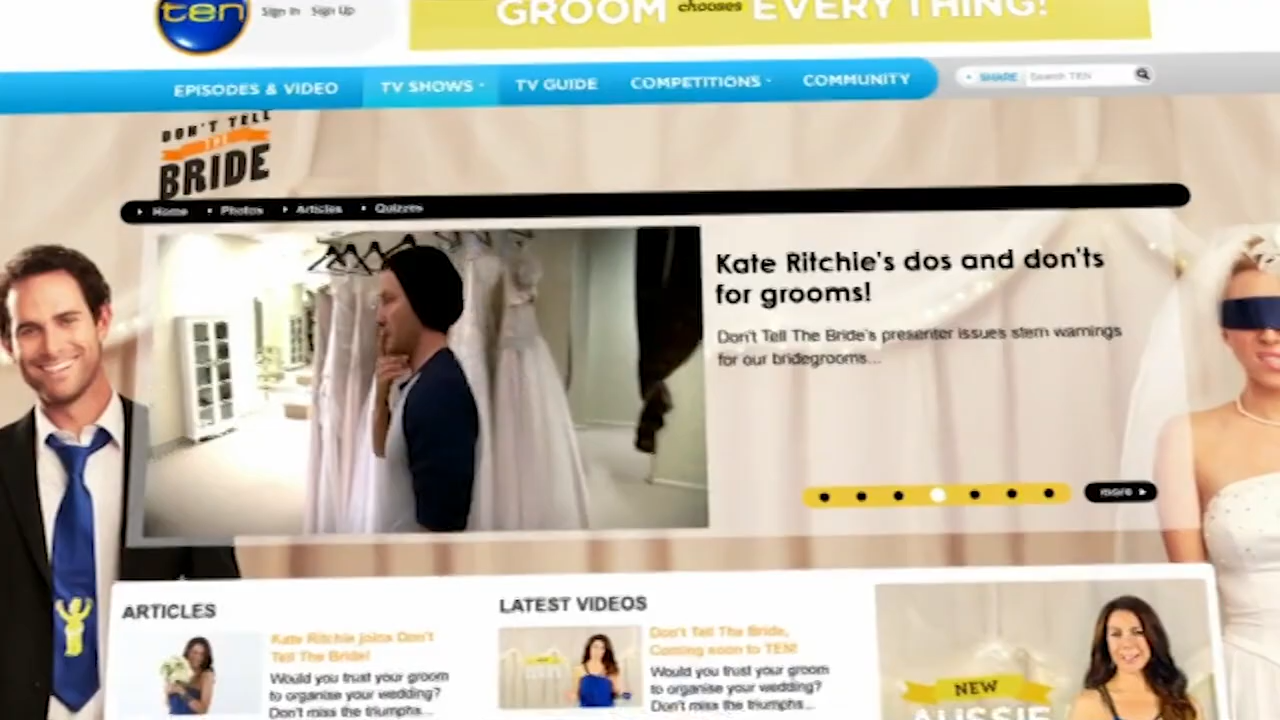 ten
Sign In Sign Up
GROOM chooses EVERYTHING!
EPISODES & VIDEO
TV SHOWS
TV GUIDE
COMPETITIONS
COMMUNITY
SHARE
Search TEN
DON'T TELL
BRIDE
Home
Photos
Articles
Quizzes
Kate Ritchie's dos and don'ts
for grooms!
Don't Tell The Bride's presenter issues stern warnings
for our bridegrooms...
more
ARTICLES
Kate Ritchie joins Don't
Tell The Bride!
Would you trust your groom
to organise your wedding?
Don't miss the triumphs...
LATEST VIDEOS
Don't Tell The Bride,
Coming soon to TEN!
Would you trust your groom
to organise your wedding?
Don't miss the triumphs...
NEW
AUSSIE